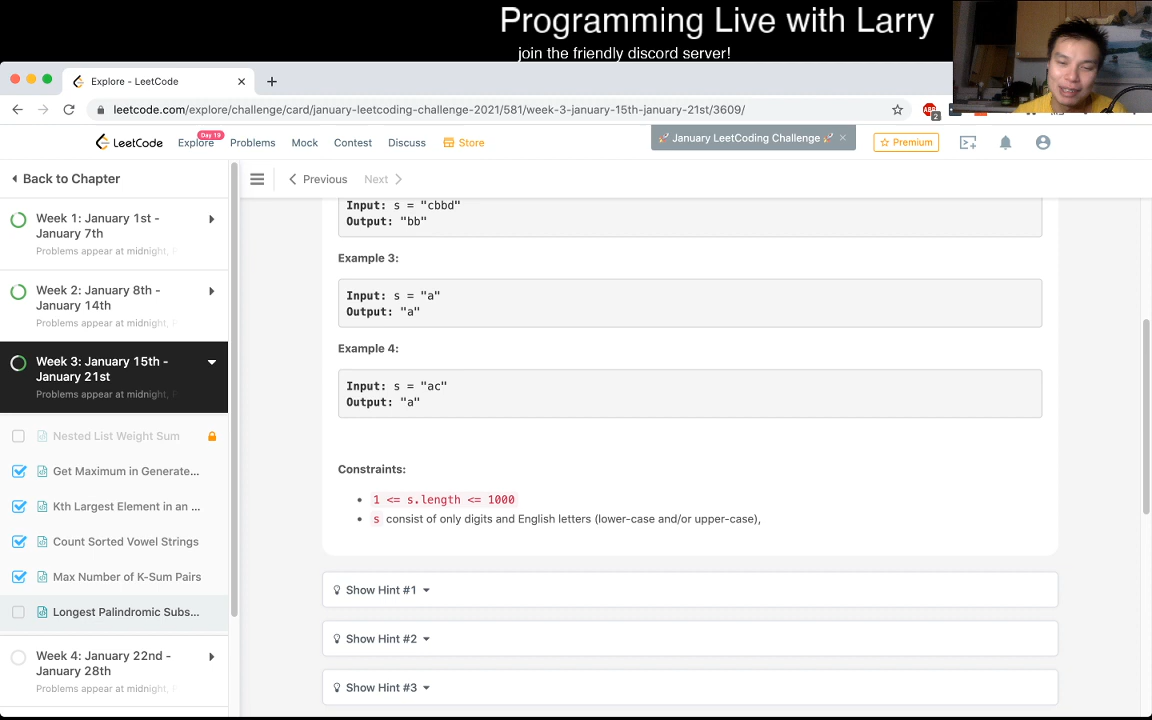 Programming Live with Larry
join the friendly discord server!
Explore - LeetCode
leetcode.com/explore/challenge/card/january-leetcoding-challenge-2021/581/week-3-january-15th-january-21st/3609/
ABP
2
LeetCode
Explore
Day 19
Problems
Mock
Contest
Discuss
Store
January LeetCoding Challenge
Premium
Back to Chapter
Previous
Next
Week 1: January 1st -
January 7th
Problems appear at midnight,
Week 2: January 8th -
January 14th
Problems appear at midnight,
Week 3: January 15th -
January 21st
Problems appear at midnight,
Nested List Weight Sum
Get Maximum in Generate...
Kth Largest Element in an ...
Count Sorted Vowel Strings
Max Number of K-Sum Pairs
Longest Palindromic Subs...
Week 4: January 22nd -
January 28th
Problems appear at midnight,
Input: s = "cbbd"
Output: "bb"
Example 3:
Input: s = "a"
Output: "a"
Example 4:
Input: s = "ac"
Output: "a"
Constraints:
1 <= s.length <= 1000
s consist of only digits and English letters (lower-case and/or upper-case),
Show Hint #1
Show Hint #2
Show Hint #3